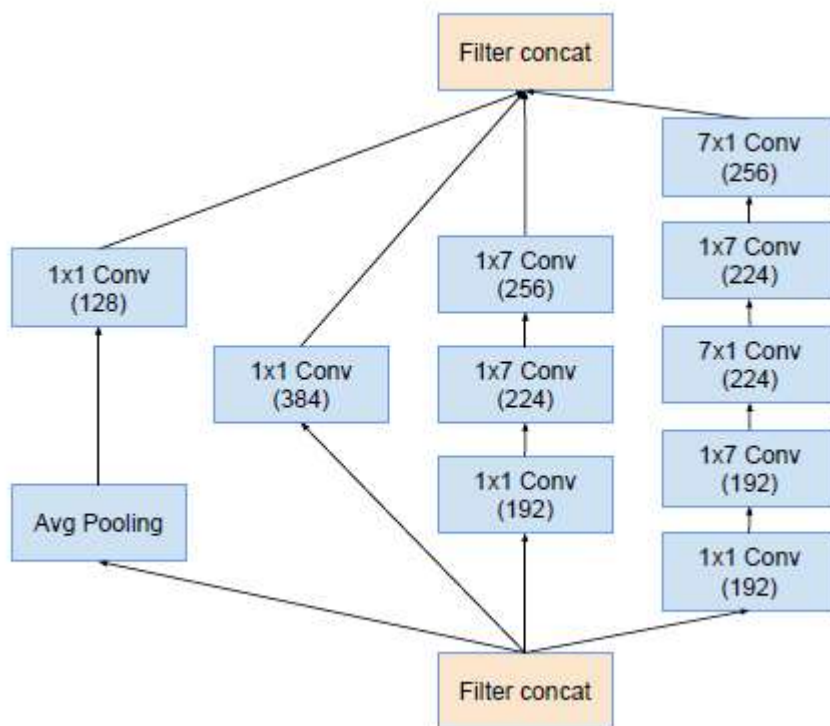 Filter concat
7x1 Conv
(256)
1x7 Conv
(224)
7x1 Conv
(224)
1x7 Conv
(192)
1x1 Conv
(192)
1x7 Conv
(256)
1x7 Conv
(224)
1x1 Conv
(192)
1x1 Conv
(384)
1x1 Conv
(128)
Avg Pooling
Filter concat